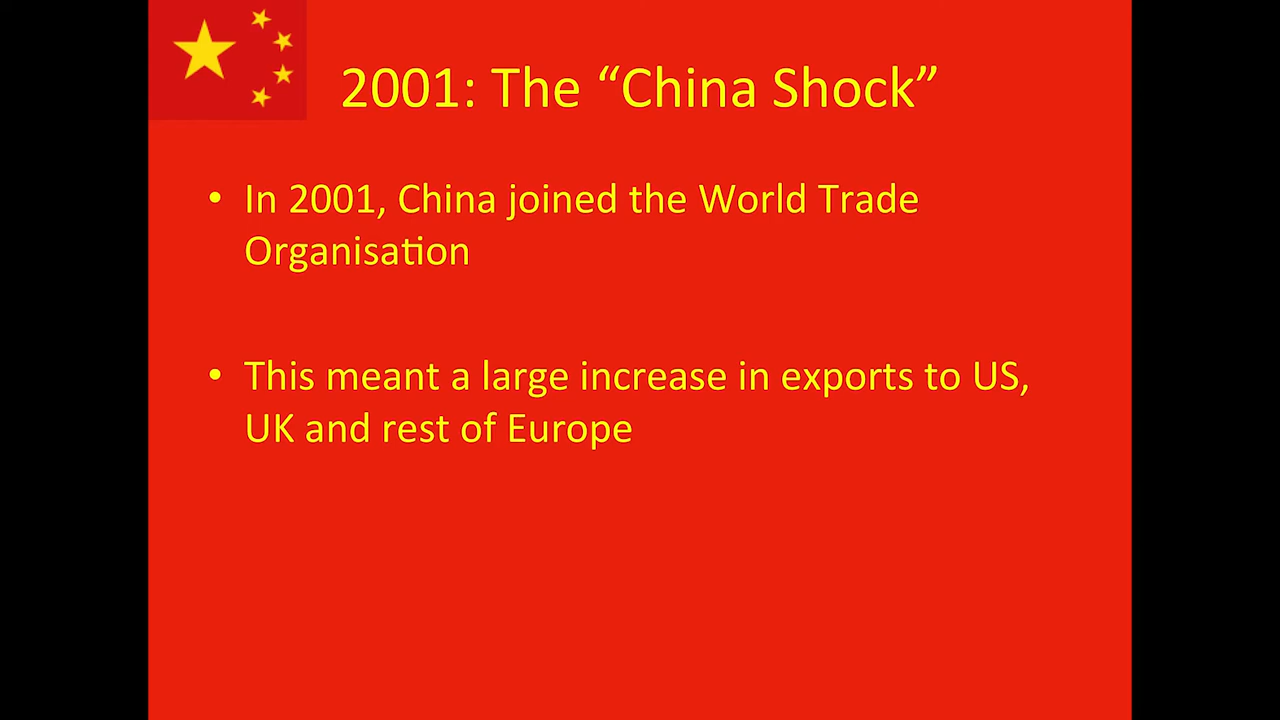 2001: The “China Shock”
• In 2001, China joined the World Trade
Organisation
• This meant a large increase in exports to US,
UK and rest of Europe